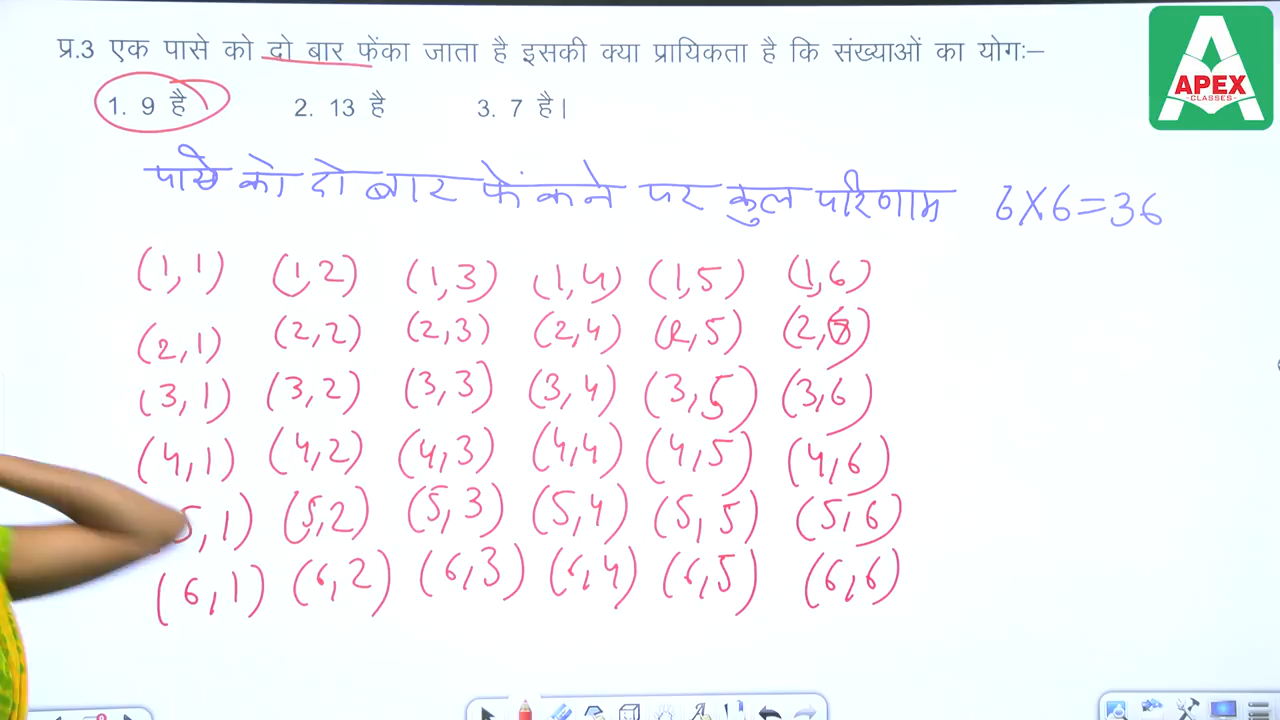 प्र.3 एक पासे को दो बार फेंका जाता है इसकी क्या प्रायिकता है कि संख्याओं का योगः–
1. 9 है 2. 13 है 3. 7 है।
APEX
-CLASSES-
पासे को दो बार फेंकने पर कुल परिणाम 6×6=36
(1,1) (1,2) (1,3) (1,4) (1,5) (1,6)
(2,1) (2,2) (2,3) (2,4) (2,5) (2,6)
(3,1) (3,2) (3,3) (3,4) (3,5) (3,6)
(4,1) (4,2) (4,3) (4,4) (4,5) (4,6)
5,1) (5,2) (5,3) (5,4) (5,5) (5,6)
(6,1) (6,2) (6,3) (6,4) (6,5) (6,6)